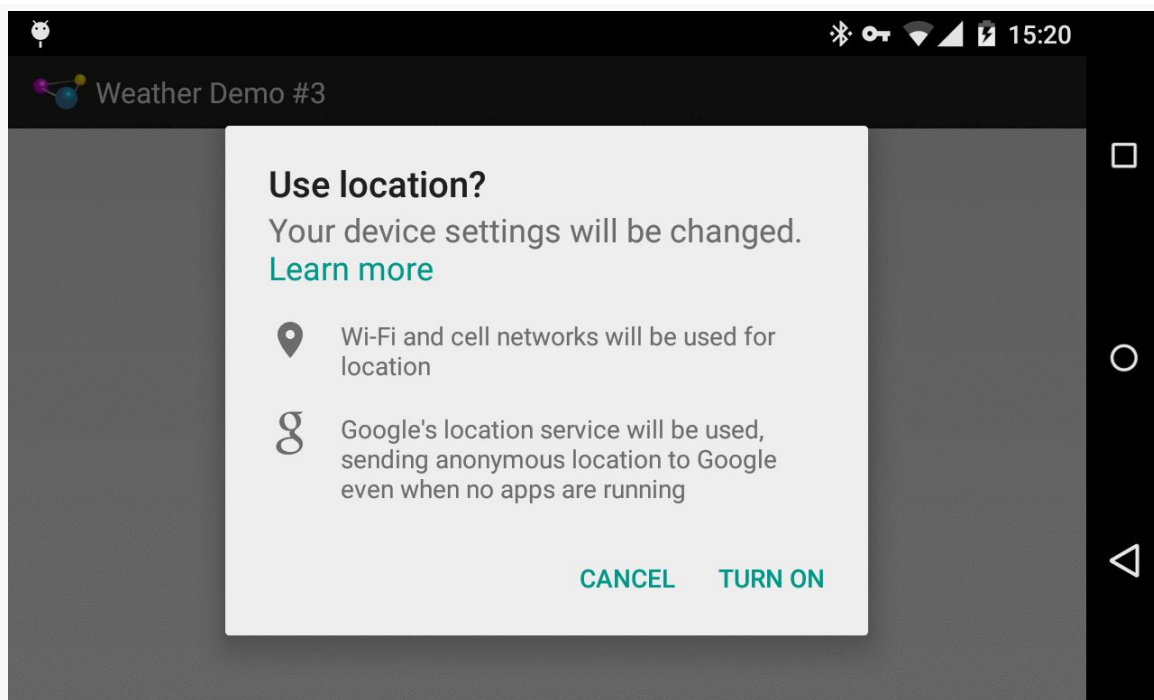 15:20
Weather Demo #3
Use location?
Your device settings will be changed.
Learn more
Wi-Fi and cell networks will be used for
location
g
Google's location service will be used,
sending anonymous location to Google
even when no apps are running
CANCEL TURN ON